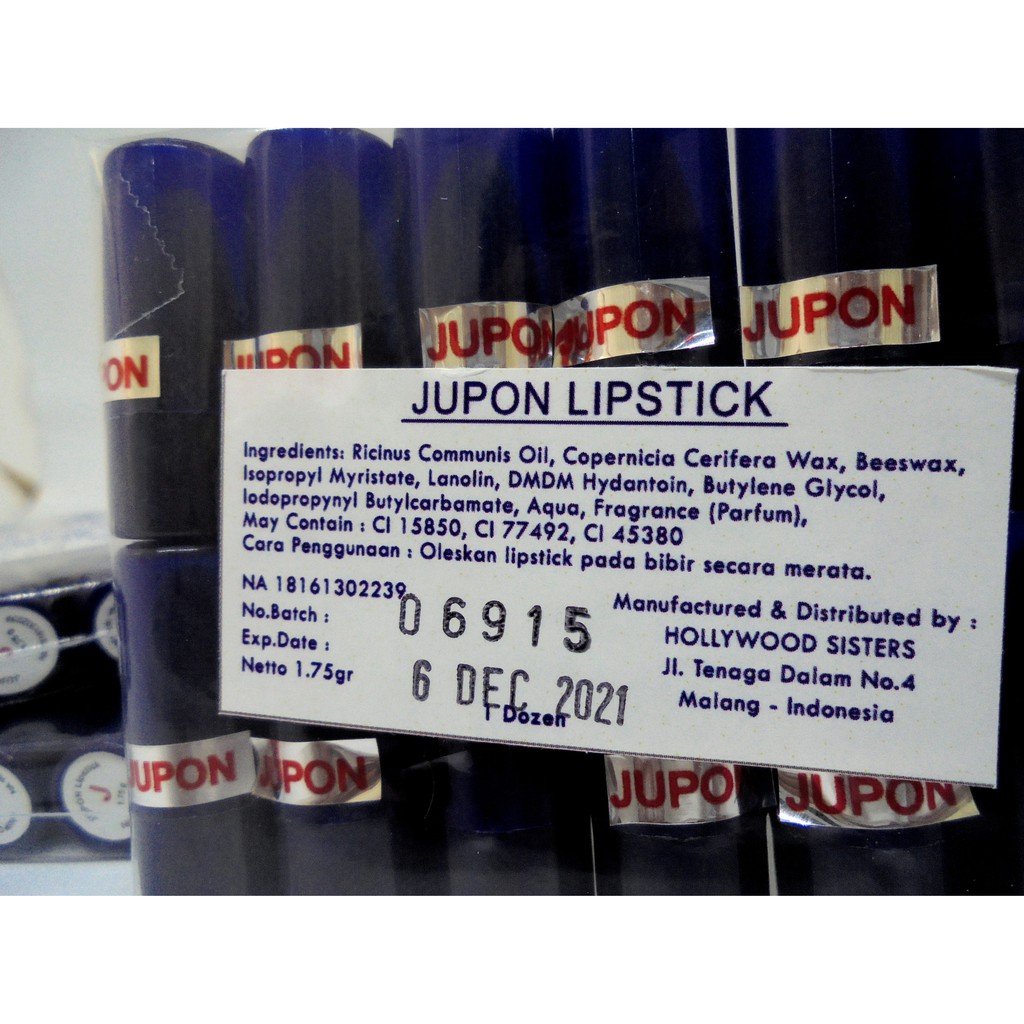 ON JUPON JUPON JUPON JUPON
JUPON LIPSTICK
Ingredients: Ricinus Communis Oil, Copernicia Cerifera Wax, Beeswax,
Isopropyl Myristate, Lanolin, DMDM Hydantoin, Butylene Glycol,
Iodopropynyl Butylcarbamate, Aqua, Fragrance (Parfum),
May Contain : CI 15850, CI 77492, CI 45380
Cara Penggunaan : Oleskan lipstick pada bibir secara merata.
NA 18161302239
No.Batch : 06915
Exp.Date : 6 DEC 2021
Netto 1.75gr
1 Dozen
Manufactured & Distributed by :
HOLLYWOOD SISTERS
Jl. Tenaga Dalam No.4
Malang - Indonesia
JUPON JUPON JUPO JUPON
J